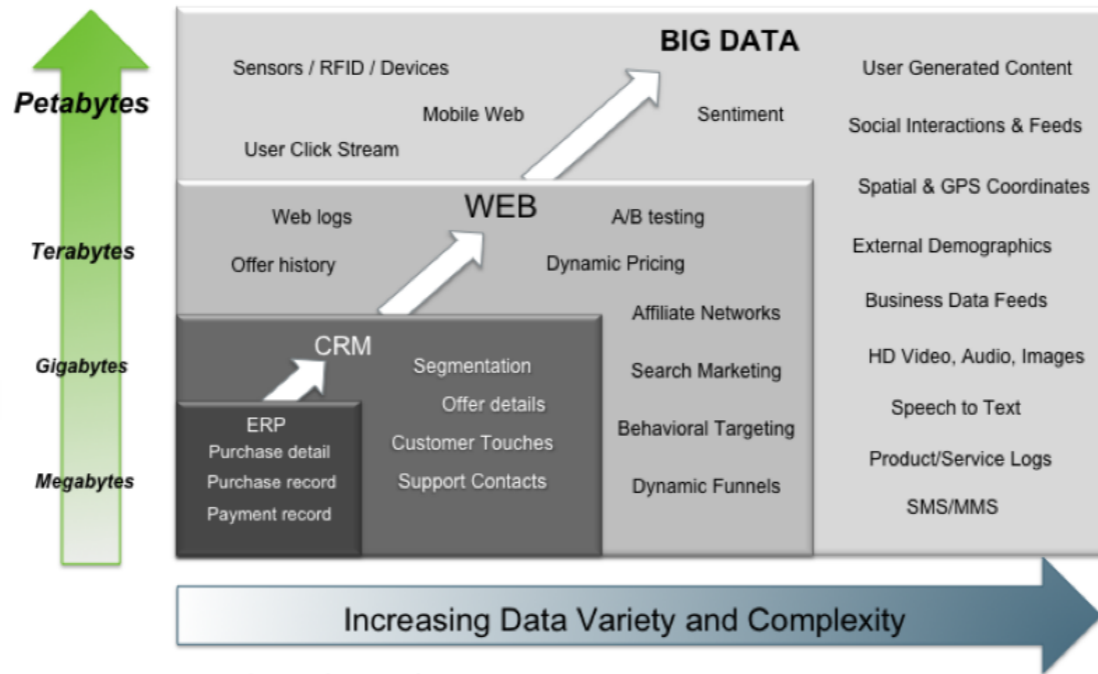 BIG DATA
Sensors / RFID / Devices
User Generated Content
Petabytes
Mobile Web
Sentiment
Social Interactions & Feeds
User Click Stream
Spatial & GPS Coordinates
WEB
Web logs
A/B testing
Terabytes
External Demographics
Offer history
Dynamic Pricing
Business Data Feeds
Affiliate Networks
CRM
Gigabytes
Segmentation
Search Marketing
HD Video, Audio, Images
Offer details
Speech to Text
ERP
Purchase detail
Customer Touches
Behavioral Targeting
Product/Service Logs
Megabytes
Purchase record
Support Contacts
Dynamic Funnels
SMS/MMS
Payment record
Increasing Data Variety and Complexity